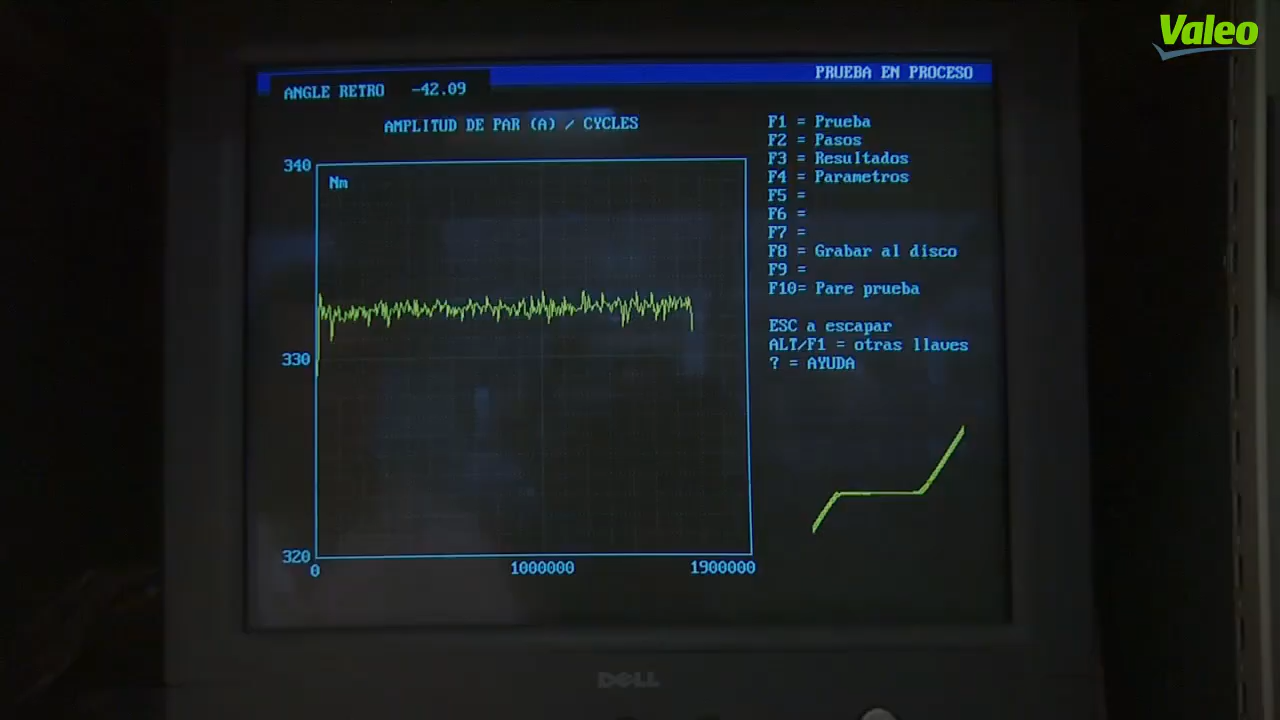 Valeo
PRUEBA EN PROCESO
ANGLE RETRO -42.09
AMPLITUD DE PAR (A) / CYCLES
340
Nm
330
320
0
1000000
1900000
F1 = Prueba
F2 = Pasos
F3 = Resultados
F4 = Parametros
F5 =
F6 =
F7 =
F8 = Grabar al disco
F9 =
F10= Pare prueba
ESC a escapar
ALT/F1 = otras llaves
? = AYUDA
DELL